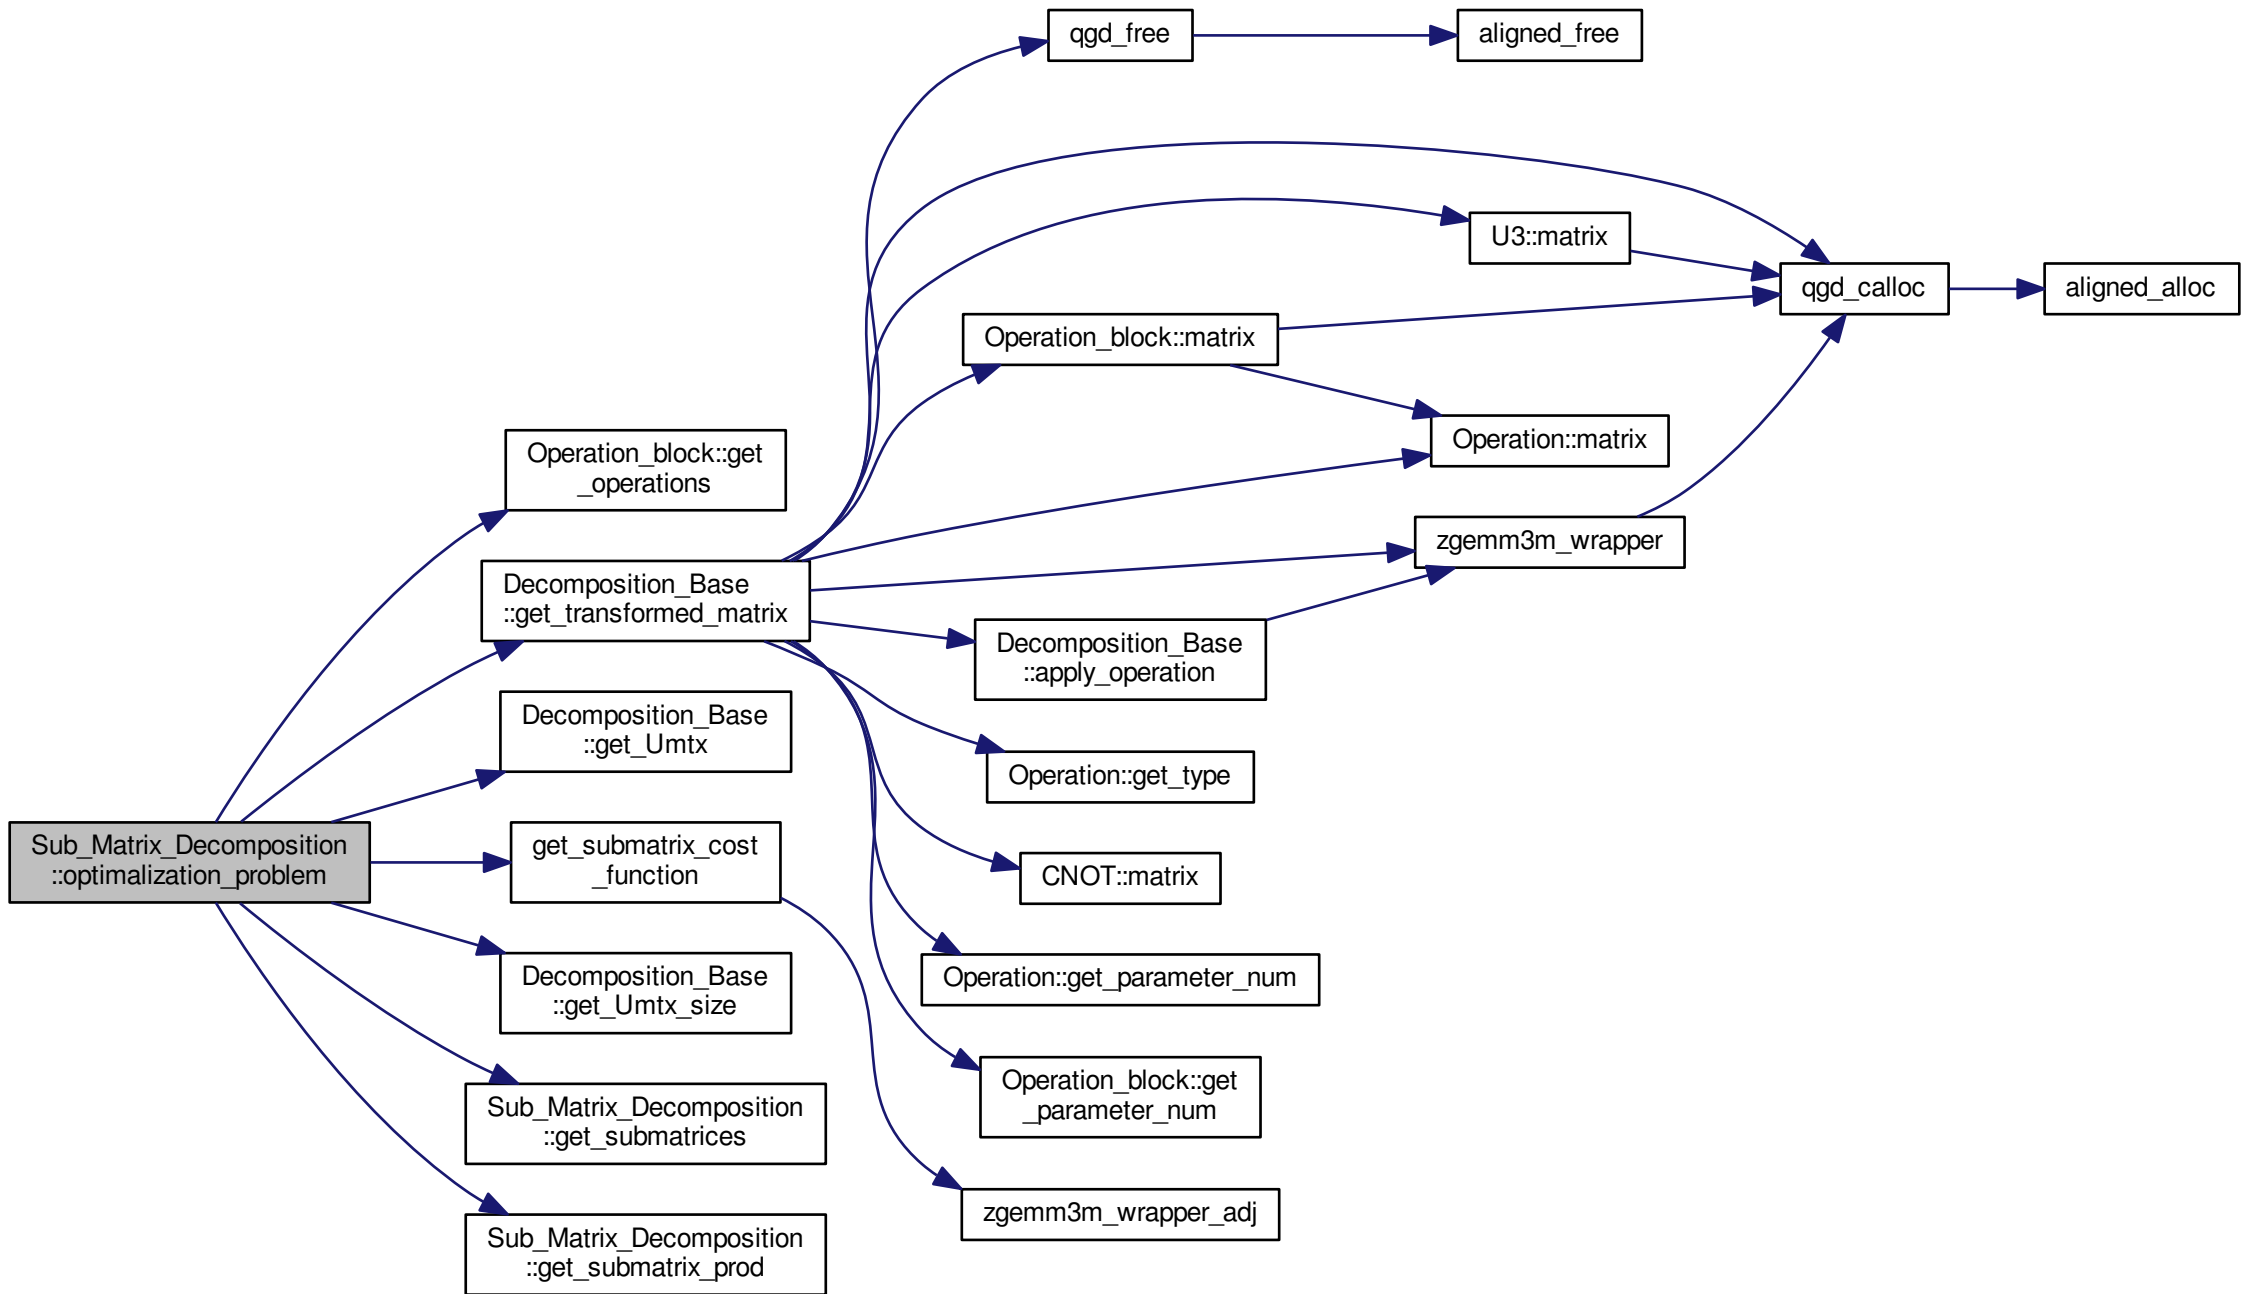 qgd_free
aligned_free
U3::matrix
qgd_calloc
aligned_alloc
Operation_block::matrix
Operation::matrix
Operation_block::get
_operations
zgemm3m_wrapper
Decomposition_Base
::get_transformed_matrix
Decomposition_Base
::apply_operation
Decomposition_Base
::get_Umtx
Operation::get_type
Sub_Matrix_Decomposition
::optimalization_problem
get_submatrix_cost
_function
CNOT::matrix
Decomposition_Base
::get_Umtx_size
Operation::get_parameter_num
Operation_block::get
_parameter_num
Sub_Matrix_Decomposition
::get_submatrices
zgemm3m_wrapper_adj
Sub_Matrix_Decomposition
::get_submatrix_prod